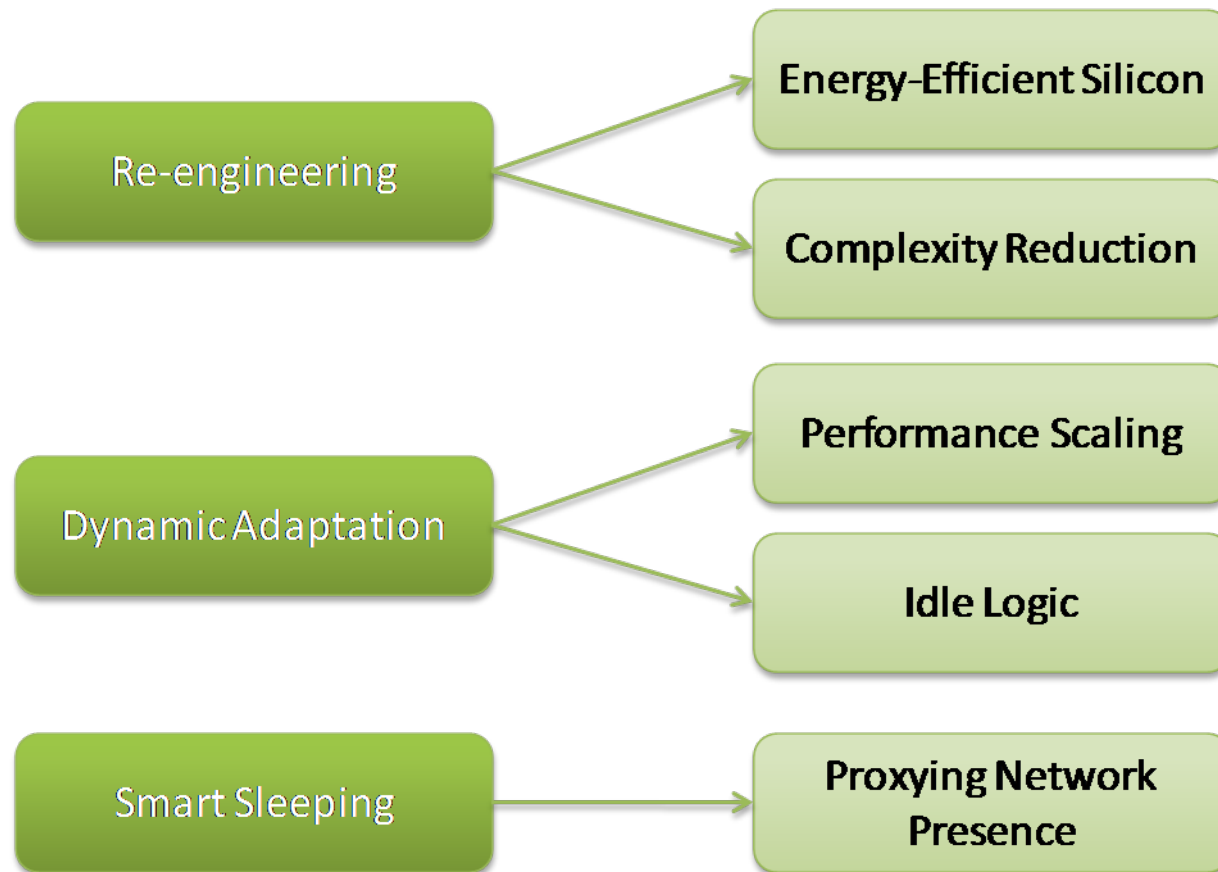 Energy-Efficient Silicon
Re-engineering
Complexity Reduction
Performance Scaling
Dynamic Adaptation
Idle Logic
Smart Sleeping
Proxying Network
Presence